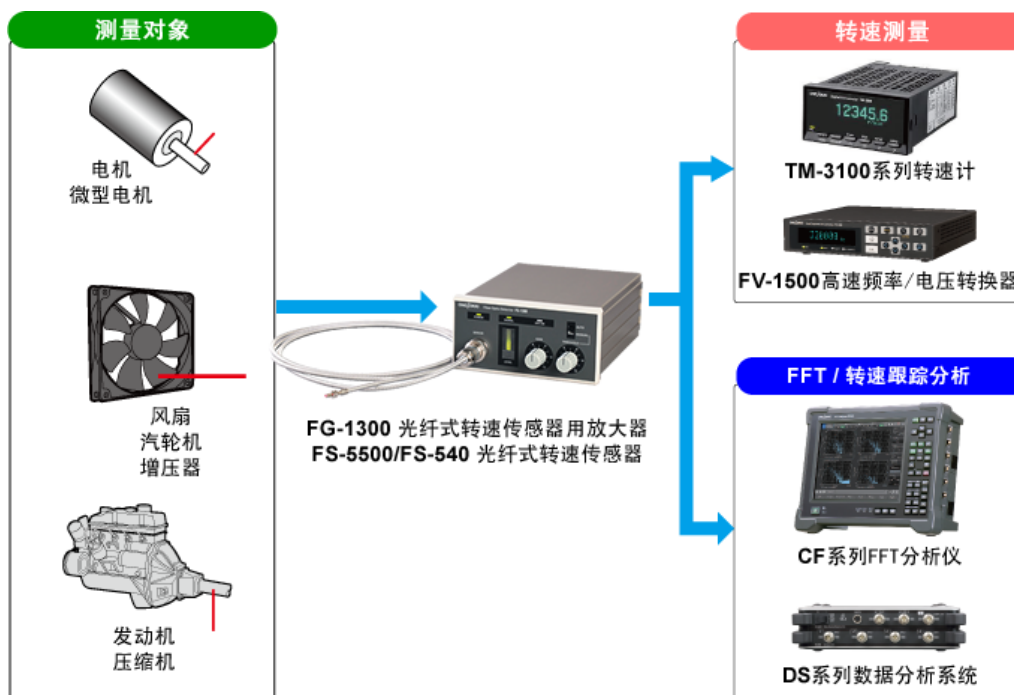 测量对象
电机
微型电机
风扇
汽轮机
增压器
发动机
压缩机
FG-1300 光纤式转速传感器用放大器
FS-5500/FS-540 光纤式转速传感器
转速测量
12345.6
TM-3100系列转速计
FV-1500高速频率/电压转换器
FFT / 转速跟踪分析
CF系列FFT分析仪
DS系列数据分析系统